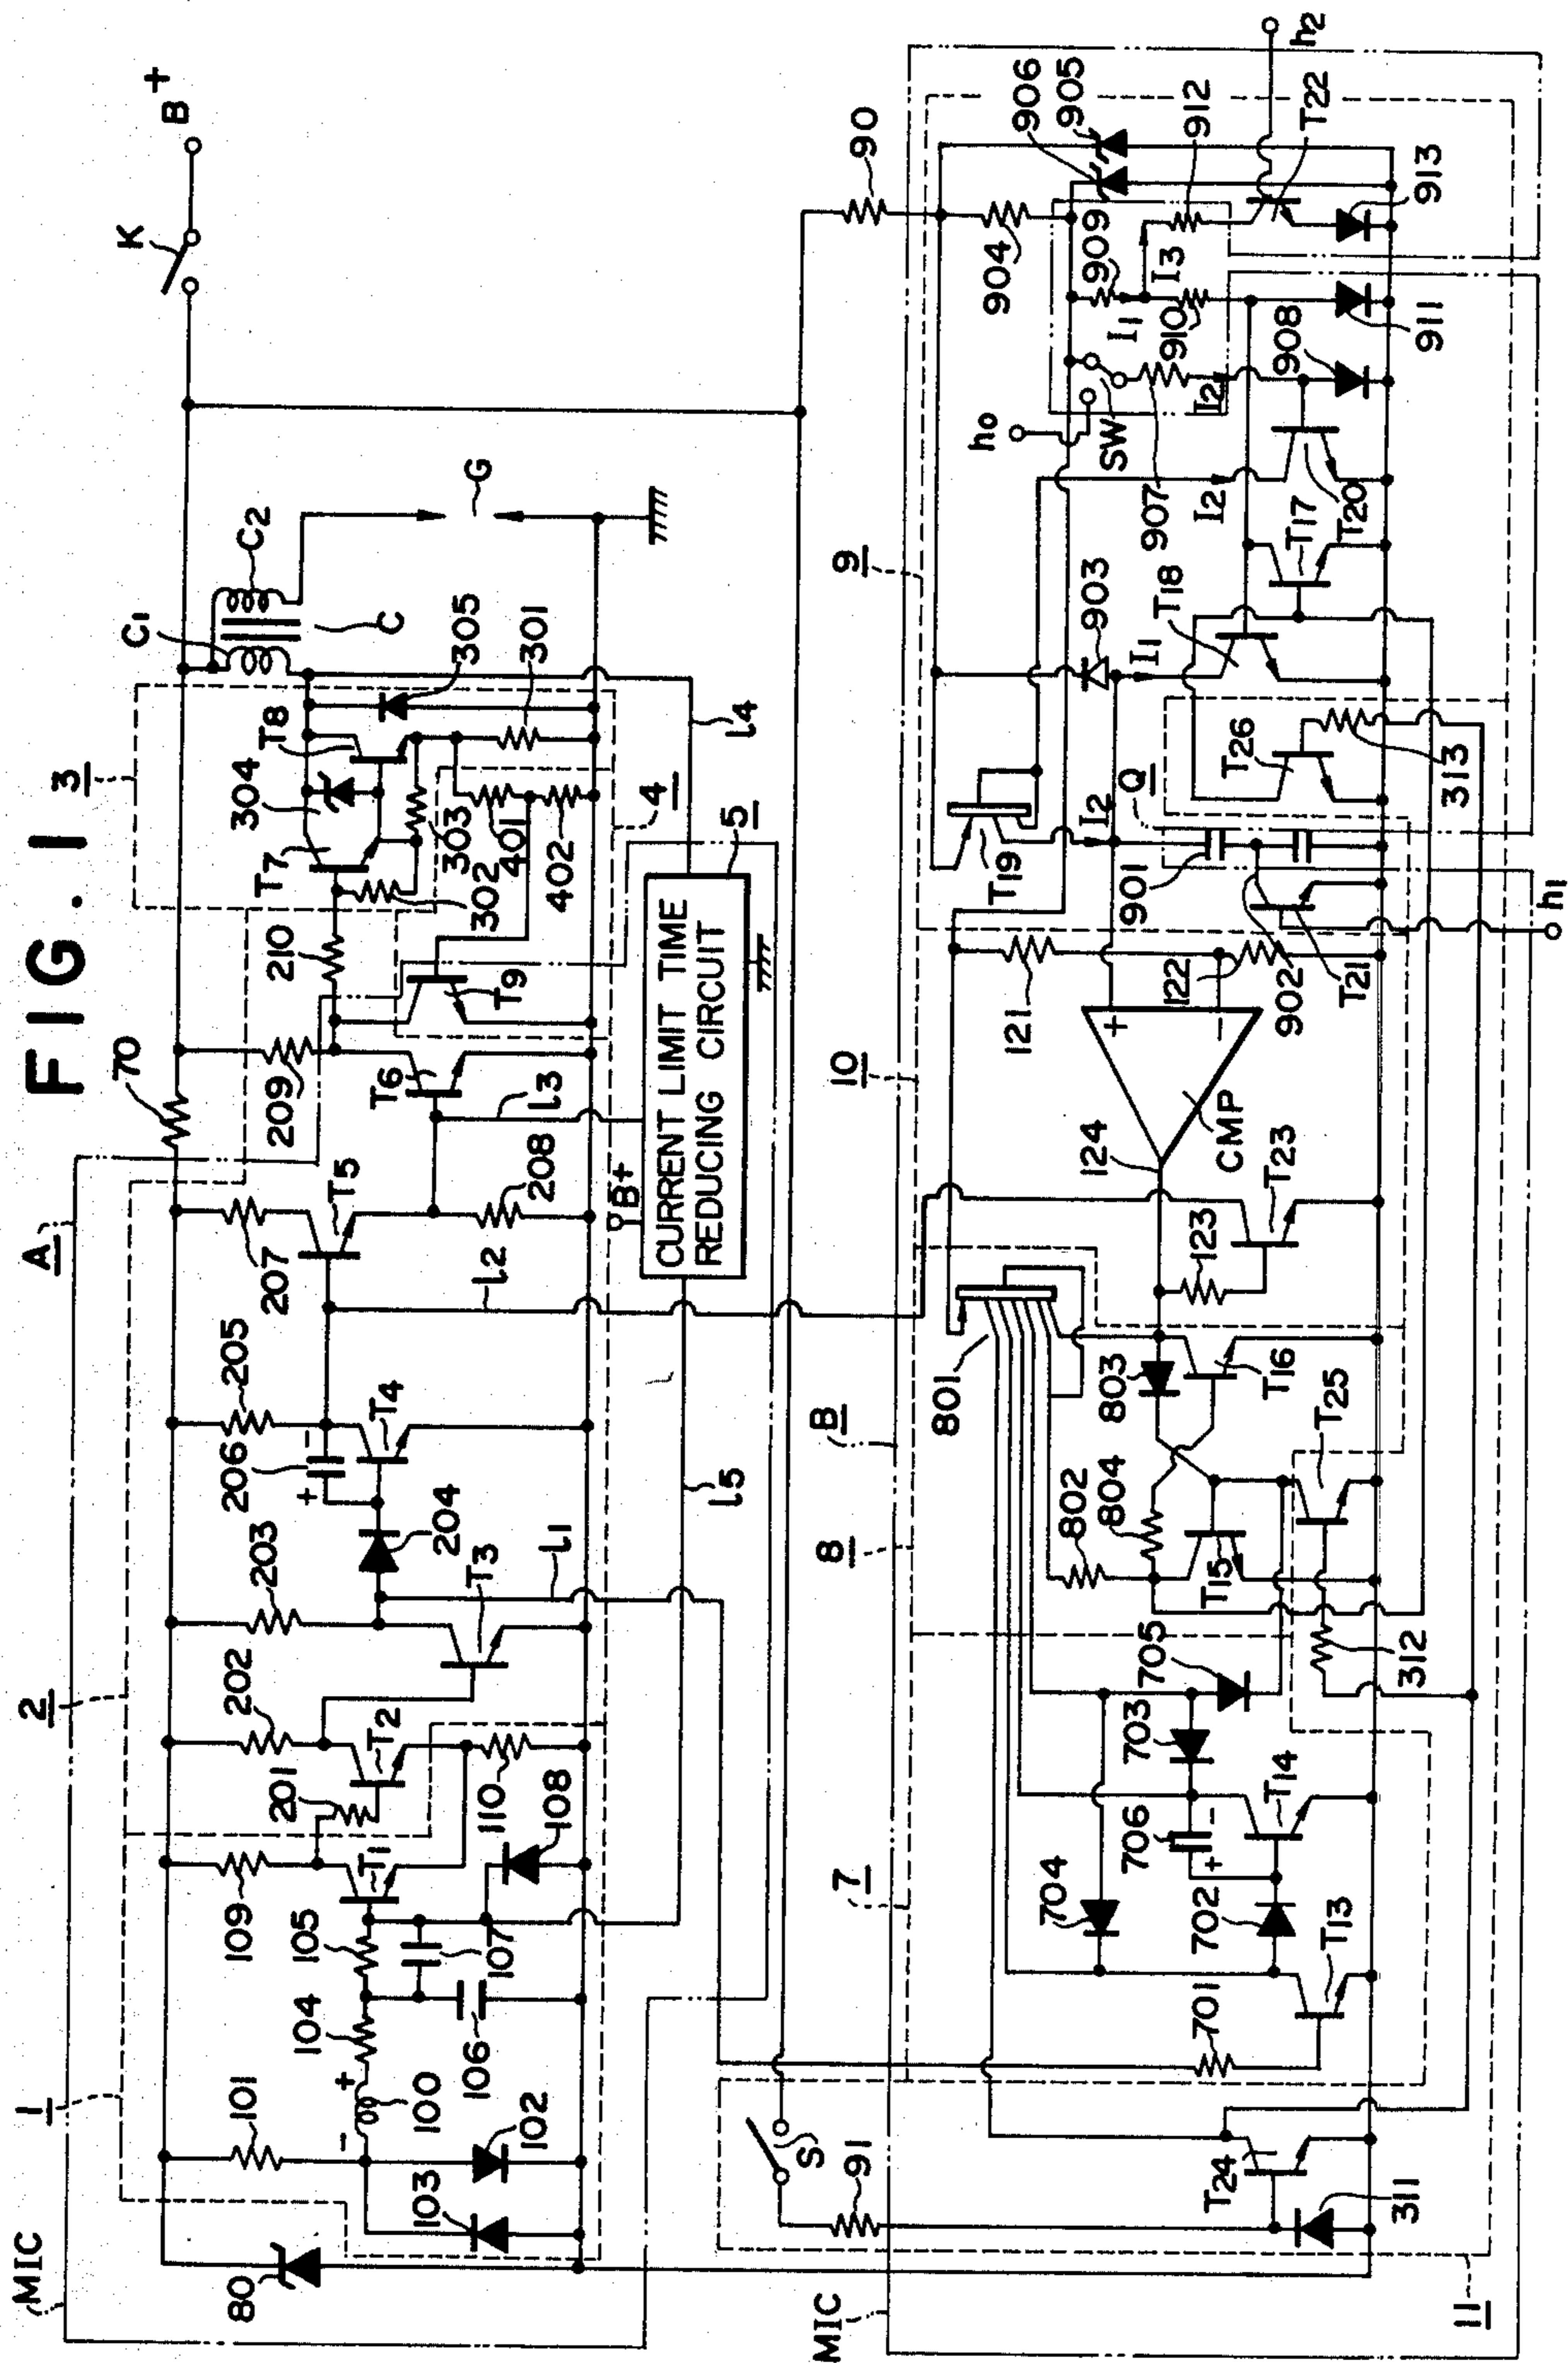 FIG. 1
MIC
A
1
2
3
4
5
K
B+
70
80
101
103
102
100
-
+
104
105
106
107
108
109
110
T1
201
T2
202
203
T3
204
l1
205
206
+
-
T4
207
T5
208
l2
l3
209
210
T6
T9
T7
T8
302
303
304
305
301
401
402
C1
C2
C
G
B+
CURRENT LIMIT TIME
REDUCING CIRCUIT
l4
l5
MIC
B
7
8
9
10
11
S
91
T24
311
701
T13
702
704
706
+
-
T14
703
705
312
801
802
804
803
T15
T25
T16
123
T23
124
CMP
+
-
121
122
902
T21
h1
901
Q
I2
T19
T26
313
903
I1
T18
T17
T20
I2
907
I2
908
SW
h0
I1
910
909
I3
911
904
90
906
905
912
T22
913
h2